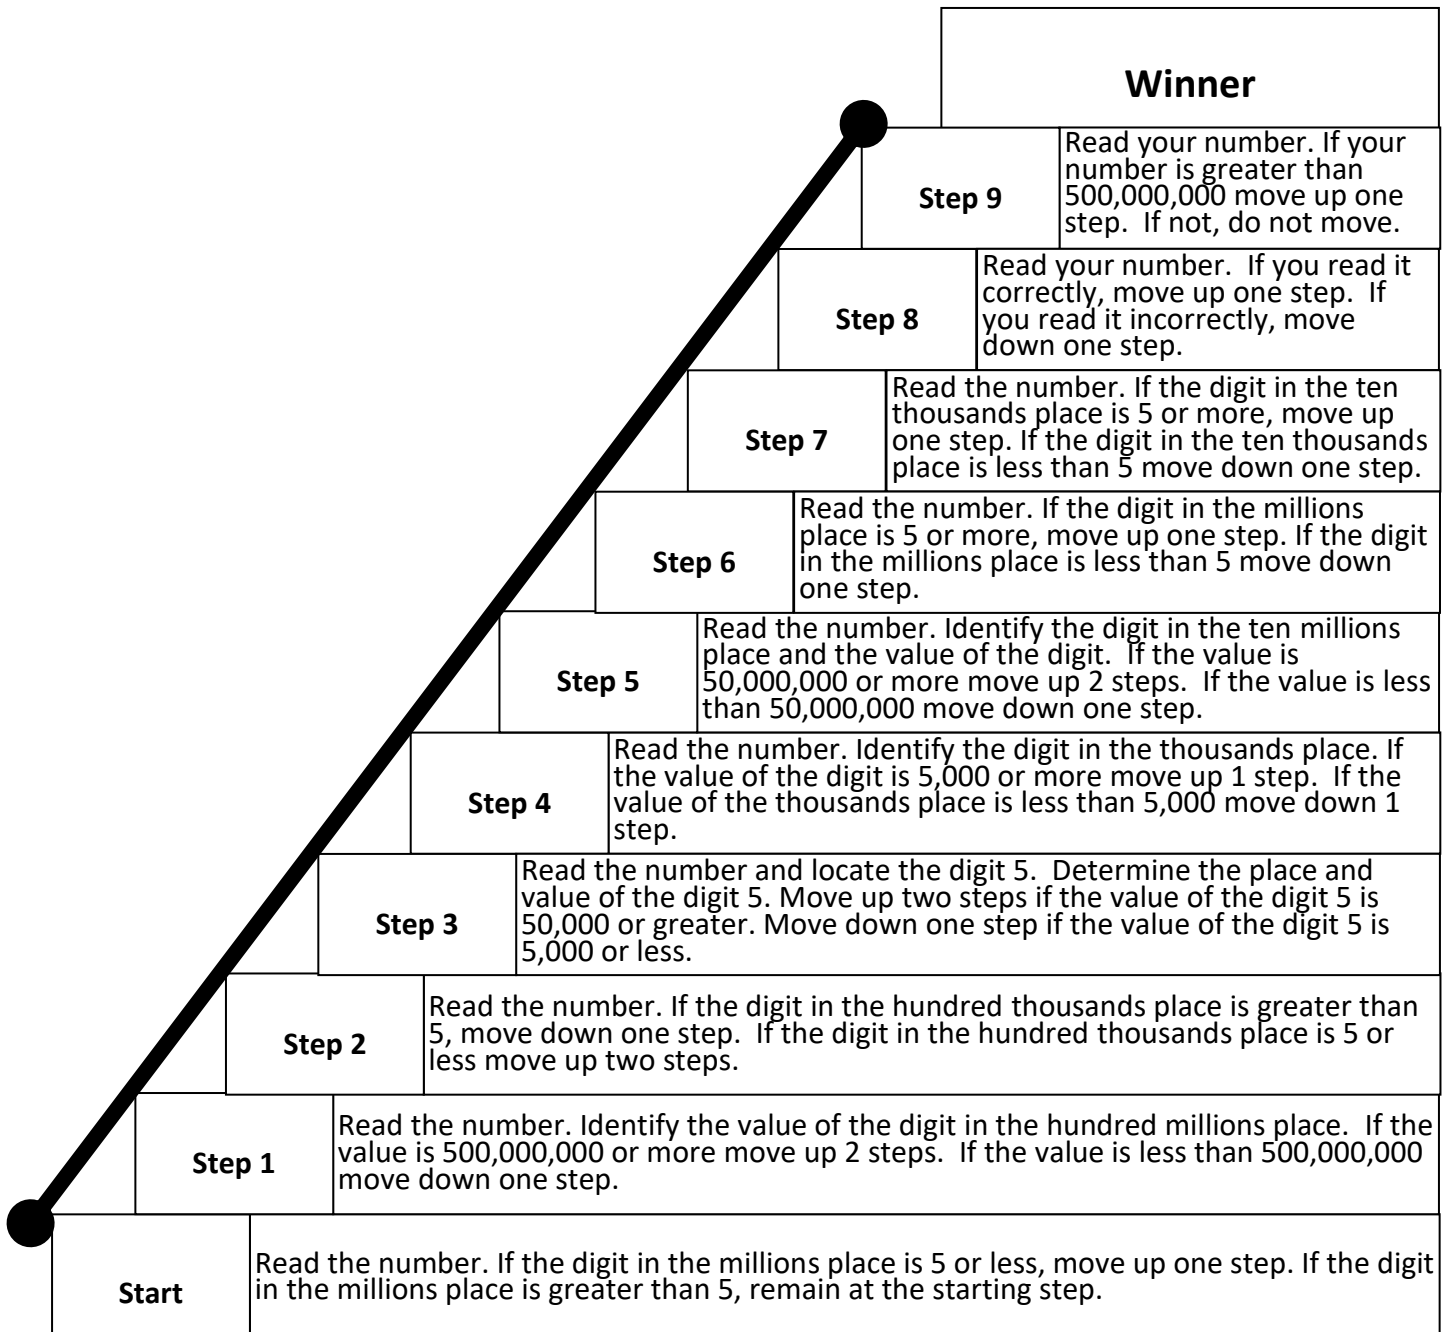 Winner
Step 9
Read your number. If your
number is greater than
500,000,000 move up one
step.  If not, do not move.
Step 8
Read your number.  If you read it
correctly, move up one step.  If
you read it incorrectly, move
down one step.
Step 7
Read the number. If the digit in the ten
thousands place is 5 or more, move up
one step. If the digit in the ten thousands
place is less than 5 move down one step.
Step 6
Read the number. If the digit in the millions
place is 5 or more, move up one step. If the digit
in the millions place is less than 5 move down
one step.
Step 5
Read the number. Identify the digit in the ten millions
place and the value of the digit.  If the value is
50,000,000 or more move up 2 steps.  If the value is less
than 50,000,000 move down one step.
Step 4
Read the number. Identify the digit in the thousands place. If
the value of the digit is 5,000 or more move up 1 step.  If the
value of the thousands place is less than 5,000 move down 1
step.
Step 3
Read the number and locate the digit 5.  Determine the place and
value of the digit 5. Move up two steps if the value of the digit 5 is
50,000 or greater. Move down one step if the value of the digit 5 is
5,000 or less.
Step 2
Read the number. If the digit in the hundred thousands place is greater than
5, move down one step.  If the digit in the hundred thousands place is 5 or
less move up two steps.
Step 1
Read the number. Identify the value of the digit in the hundred millions place.  If the
value is 500,000,000 or more move up 2 steps.  If the value is less than 500,000,000
move down one step.
Start
Read the number. If the digit in the millions place is 5 or less, move up one step. If the digit
in the millions place is greater than 5, remain at the starting step.